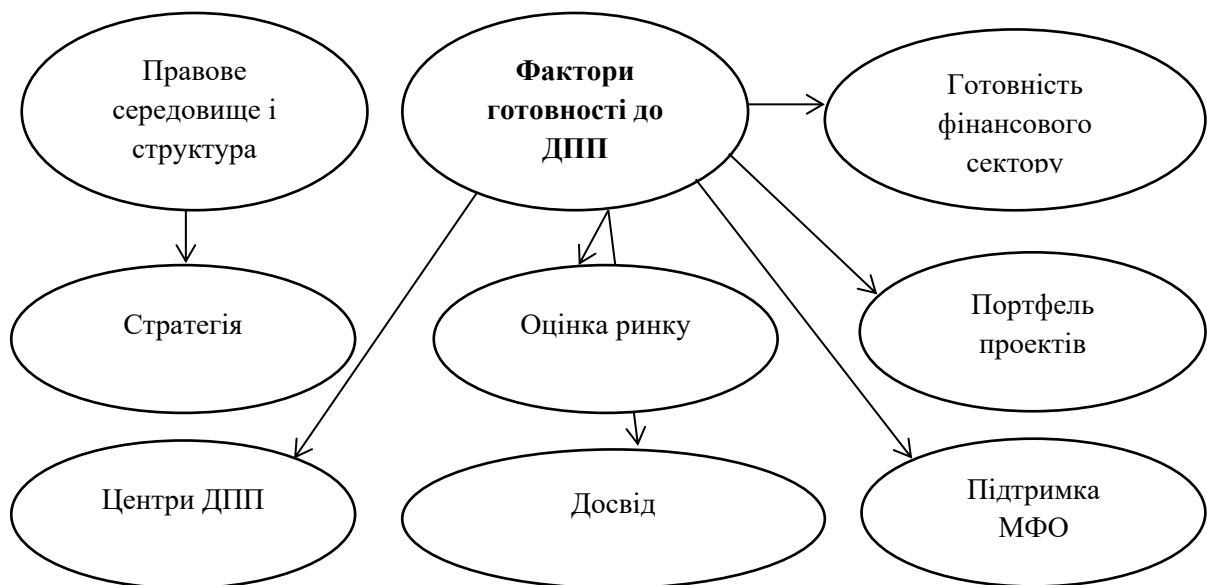 Правове
середовище і
структура
Фактори
готовності до
ДПП
Готовність
фінансового
сектору
Стратегія
Оцінка ринку
Портфель
проектів
Центри ДПП
Досвід
Підтримка
МФО